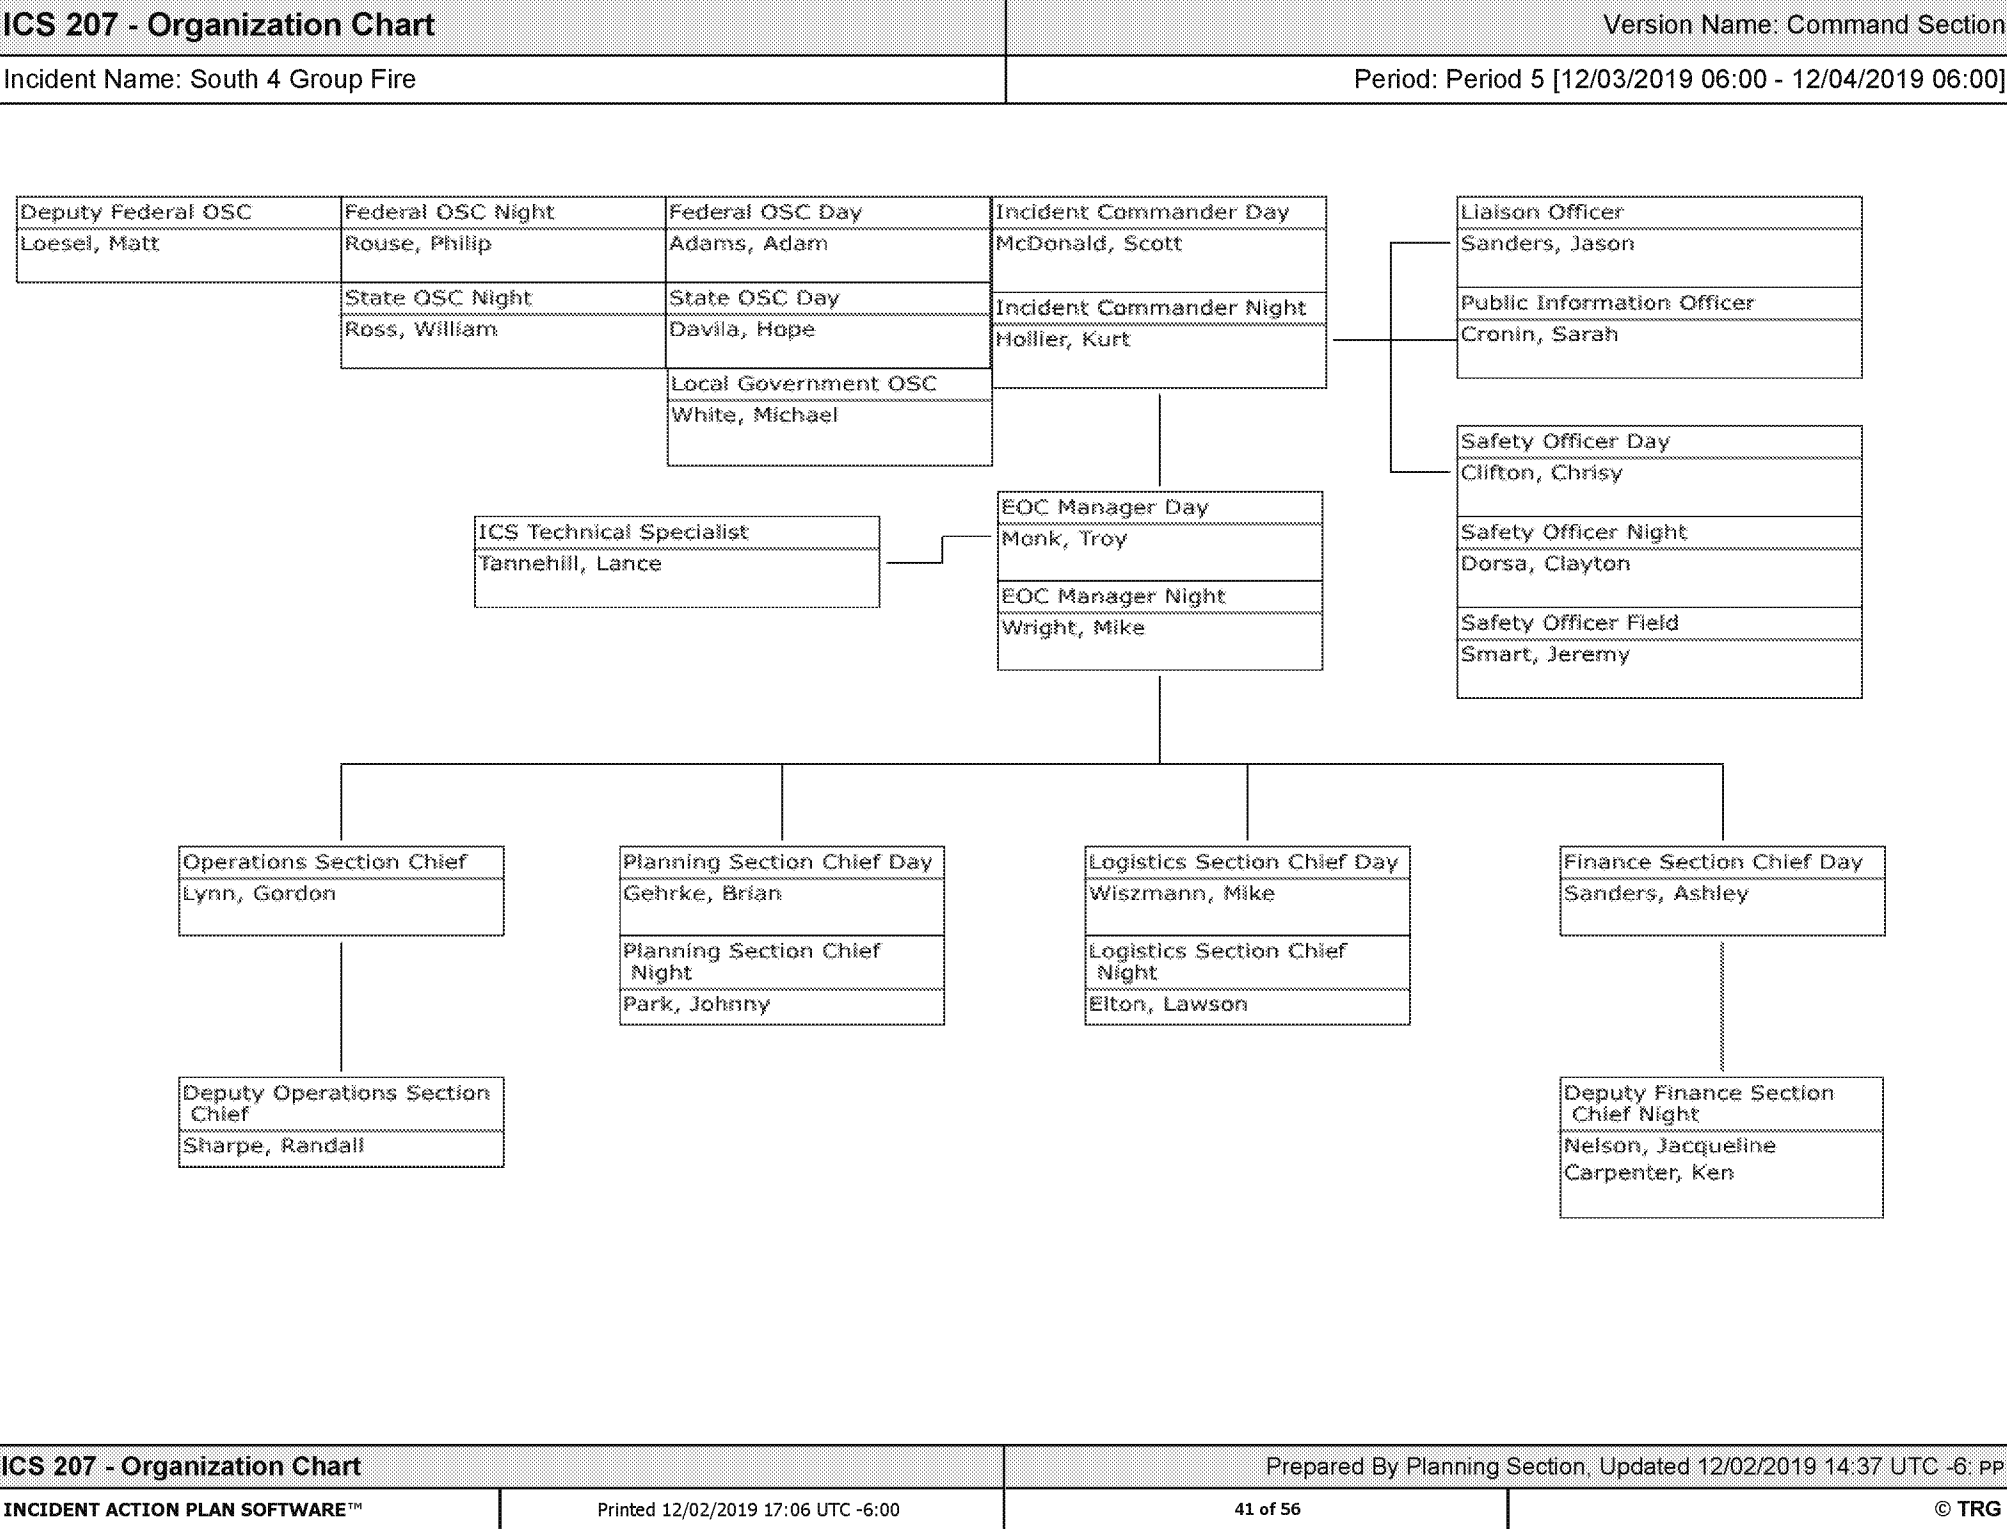 ICS 207 - Organization Chart
Version Name: Command Section
Incident Name: South 4 Group Fire
Period: Period 5 [12/03/2019 06:00 - 12/04/2019 06:00]
Deputy Federal OSC
Loesel, Matt
Federal OSC Night
Rouse, Philip
State OSC Night
Ross, William
Federal OSC Day
Adams, Adam
State OSC Day
Davila, Hope
Local Government OSC
White, Michael
Incident Commander Day
McDonald, Scott
Incident Commander Night
Hollier, Kurt
Liaison Officer
Sanders, Jason
Public Information Officer
Cronin, Sarah
Safety Officer Day
Clifton, Chrisy
Safety Officer Night
Dorsa, Clayton
Safety Officer Field
Smart, Jeremy
ICS Technical Specialist
Tannehill, Lance
EOC Manager Day
Monk, Troy
EOC Manager Night
Wright, Mike
Operations Section Chief
Lynn, Gordon
Planning Section Chief Day
Gehrke, Brian
Planning Section Chief
Night
Park, Johnny
Logistics Section Chief Day
Wiszmann, Mike
Logistics Section Chief
Night
Elton, Lawson
Finance Section Chief Day
Sanders, Ashley
Deputy Operations Section
Chief
Sharpe, Randall
Deputy Finance Section
Chief Night
Nelson, Jacqueline
Carpenter, Ken
ICS 207 - Organization Chart
Prepared By Planning Section, Updated 12/02/2019 14:37 UTC -6: PP
INCIDENT ACTION PLAN SOFTWARE™
Printed 12/02/2019 17:06 UTC -6:00
41 of 56
© TRG